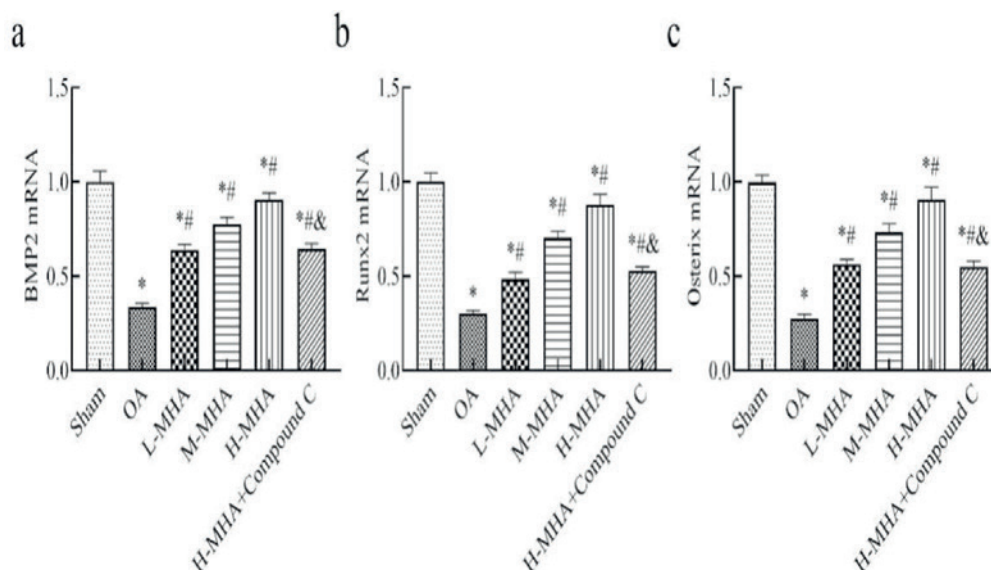 a
BMP2 mRNA
1.5
1.0
0.5
0.0
*
*#
*#
*#
*#&
Sham
OA
L-MHA
M-MHA
H-MHA
H-MHA+Compound C
b
Runx2 mRNA
1.5
1.0
0.5
0.0
*
*#
*#
*#
*#&
Sham
OA
L-MHA
M-MHA
H-MHA
H-MHA+Compound C
c
Osterix mRNA
1.5
1.0
0.5
0.0
*
*#
*#
*#
*#&
Sham
OA
L-MHA
M-MHA
H-MHA
H-MHA+Compound C